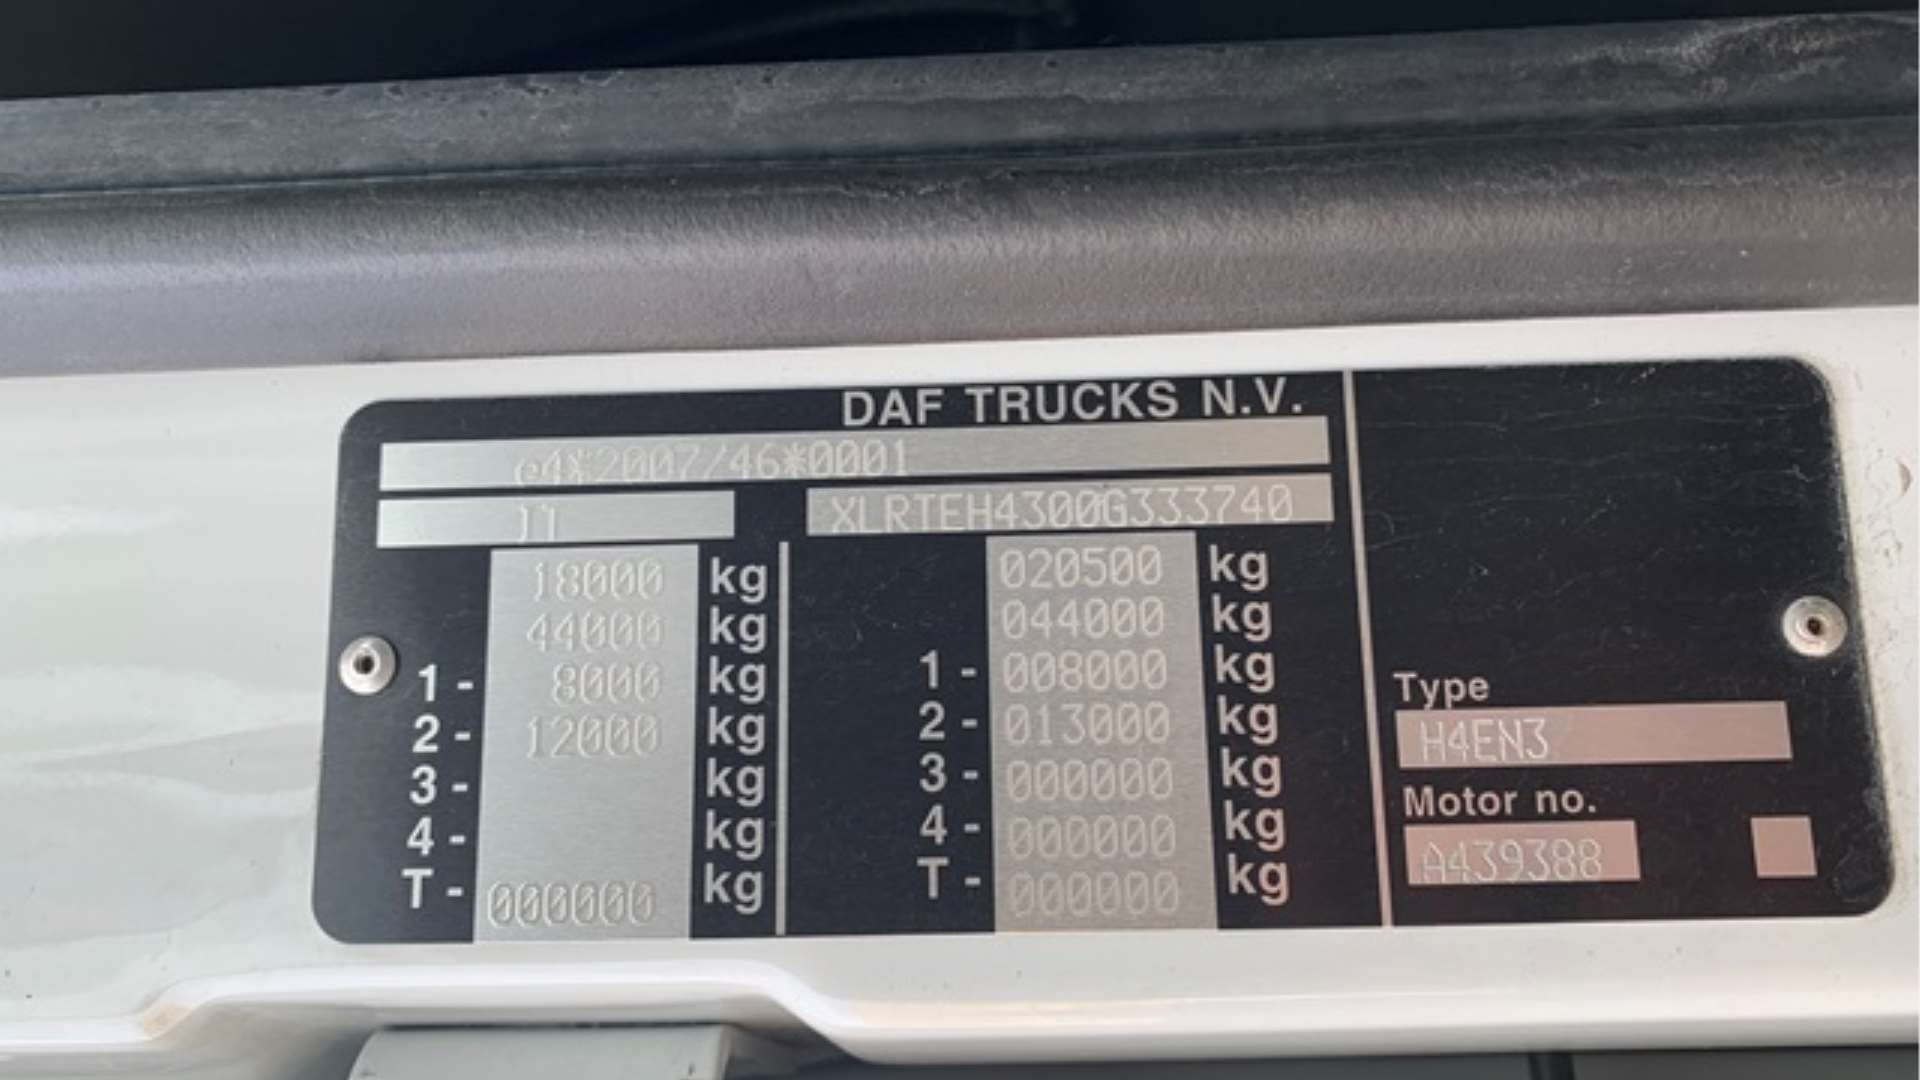 DAF TRUCKS N.V.
e4*2007/46*0001
XLRTEH4300G333740
18000 kg 020500 kg
44000 kg 044000 kg
1 - 8000 kg 1 - 008000 kg
2 - 12000 kg 2 - 013000 kg
3 - kg 3 - 000000 kg
4 - kg 4 - 000000 kg
T - 000000 kg T - 000000 kg
Type
H4EN3
Motor no.
A439388